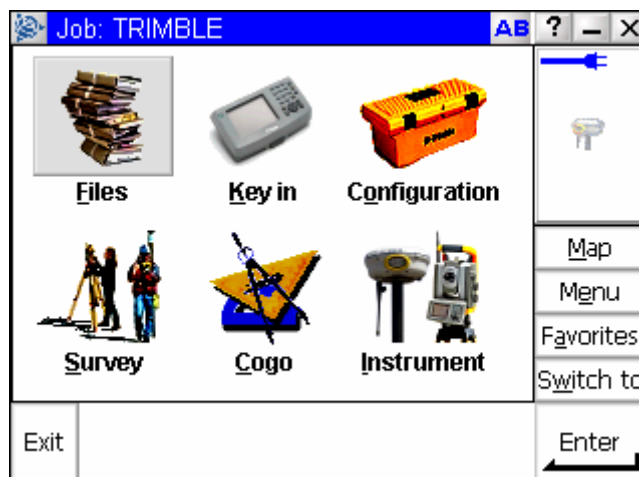 Job: TRIMBLE
AB ? – X
Files
Key in
Configuration
Survey
Cogo
Instrument
Map
Menu
Favorites
Switch to
Exit
Enter